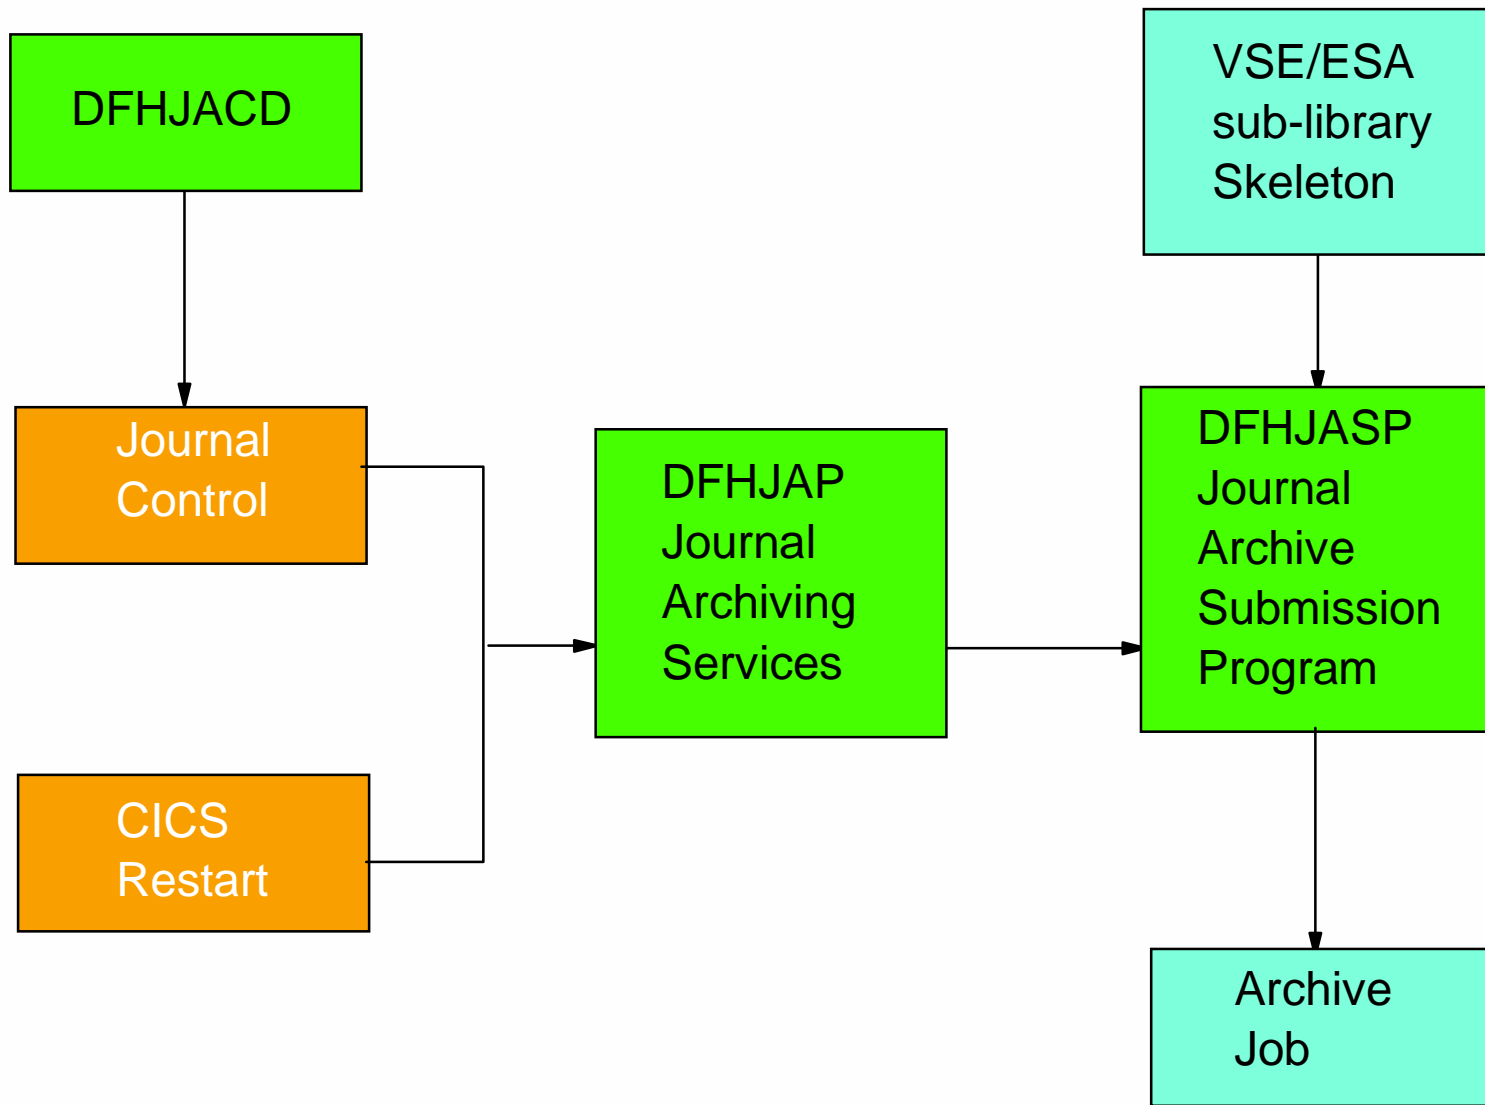 DFHJACD
VSE/ESA
sub-library
Skeleton
Journal
Control
DFHJAP
Journal
Archiving
Services
DFHJASP
Journal
Archive
Submission
Program
CICS
Restart
Archive
Job